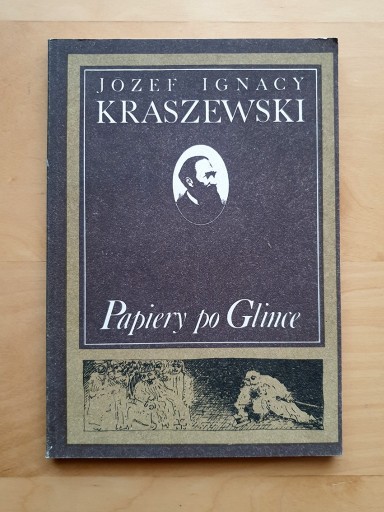 JOZEF IGNACY
KRASZEWSKI
Papiery po Glince